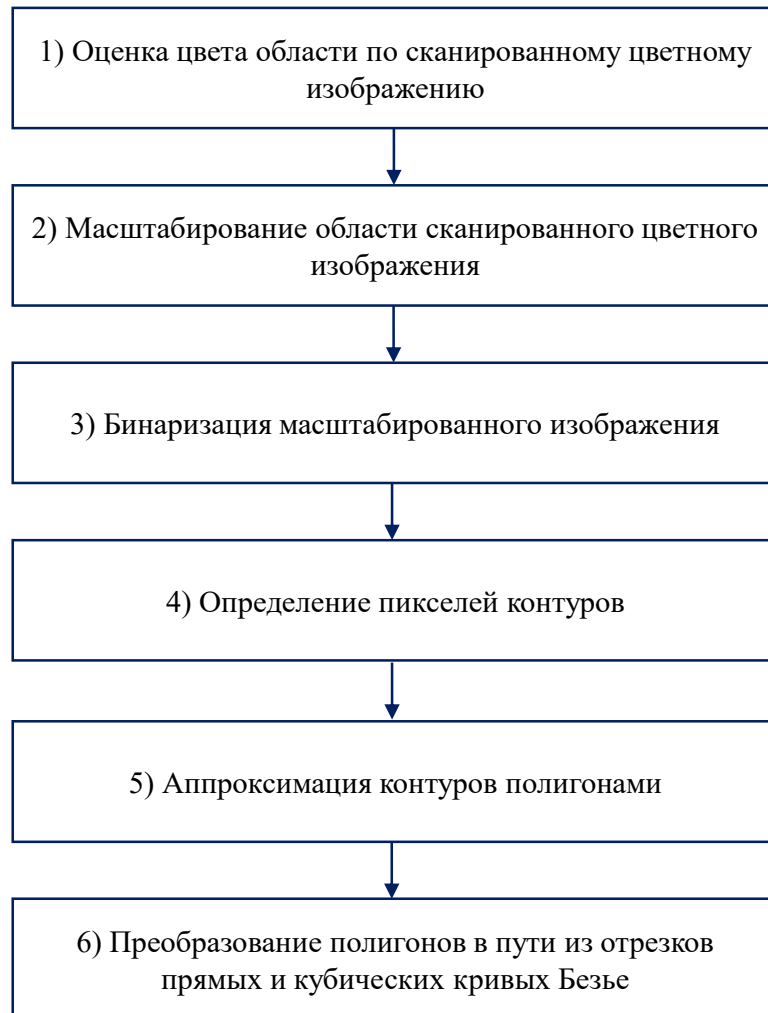 1) Оценка цвета области по сканированному цветному
изображению
2) Масштабирование области сканированного цветного
изображения
3) Бинаризация масштабированного изображения
4) Определение пикселей контуров
5) Аппроксимация контуров полигонами
6) Преобразование полигонов в пути из отрезков
прямых и кубических кривых Безье